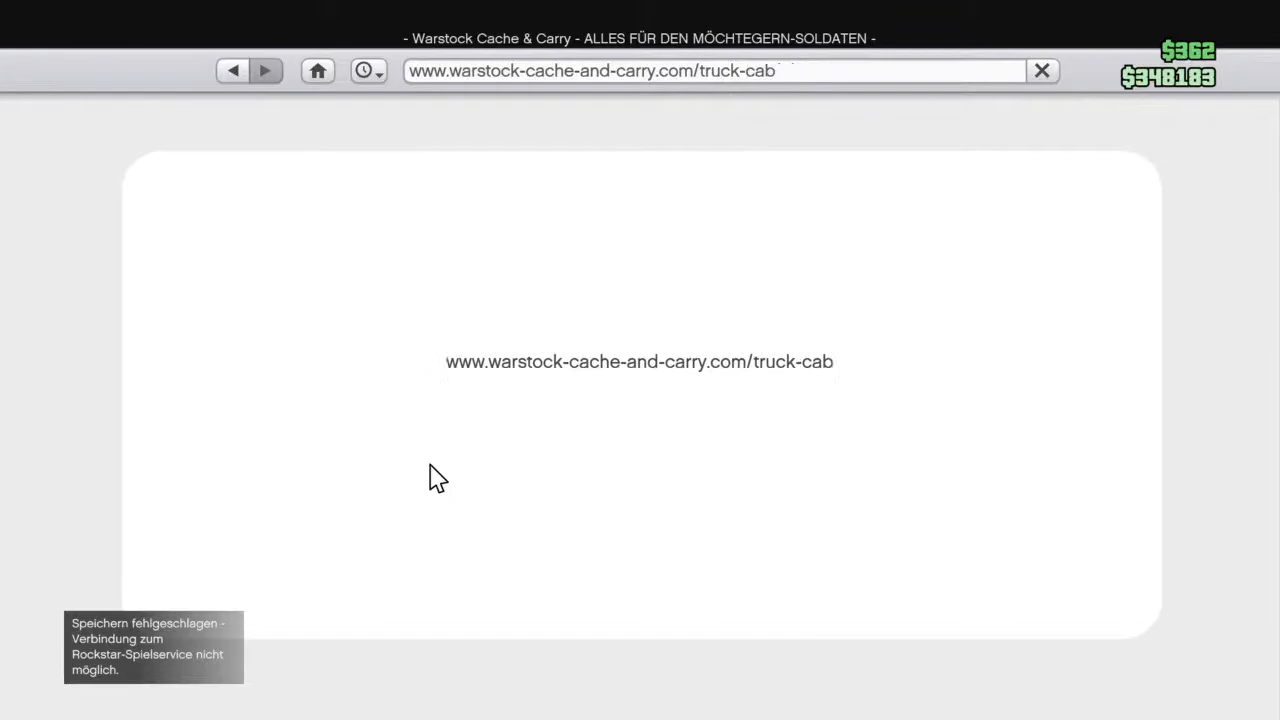 - Warstock Cache & Carry - ALLES FÜR DEN MÖCHTEGERN-SOLDATEN -
$362
www.warstock-cache-and-carry.com/truck-cab
$348183
www.warstock-cache-and-carry.com/truck-cab
Speichern fehlgeschlagen -
Verbindung zum
Rockstar-Spielservice nicht
möglich.